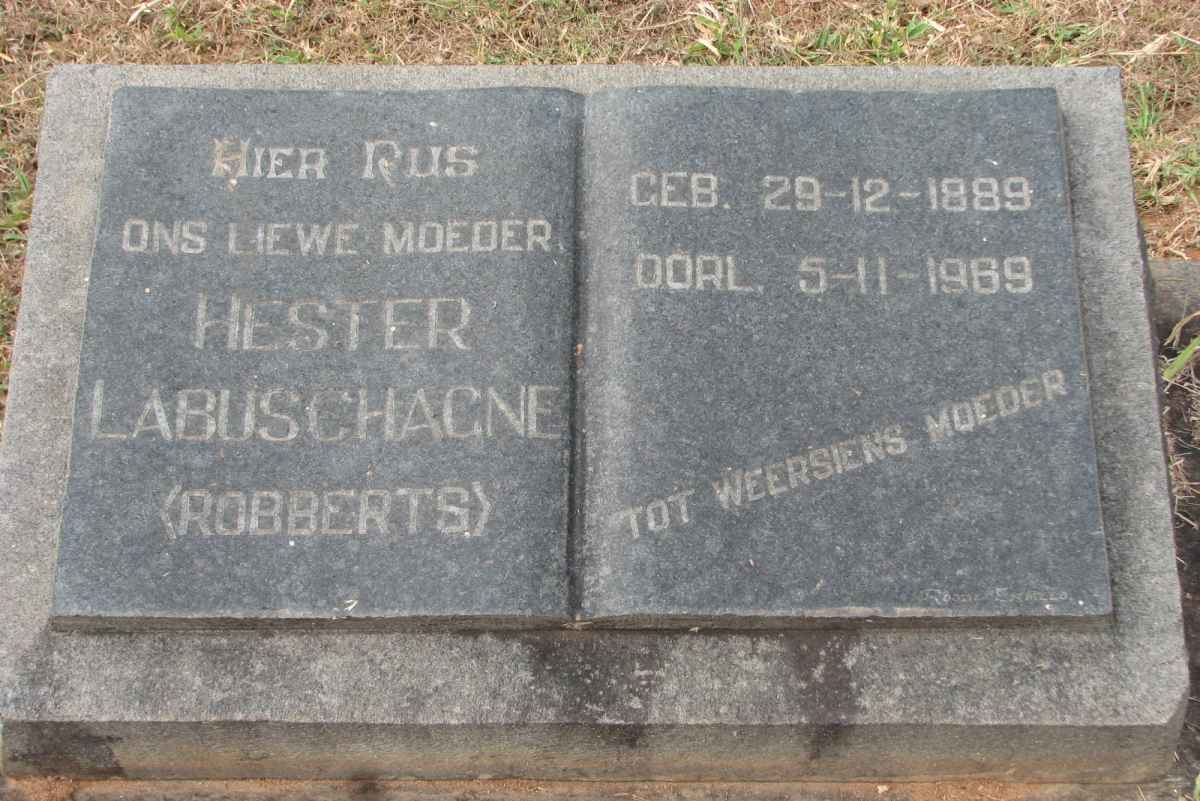 HIER RUS
ONS LIEWE MOEDER
HESTER
LABUSCHAGNE
(ROBBERTS)
GEB. 29-12-1889
OORL. 5-11-1969
TOT WEERSIENS MOEDER